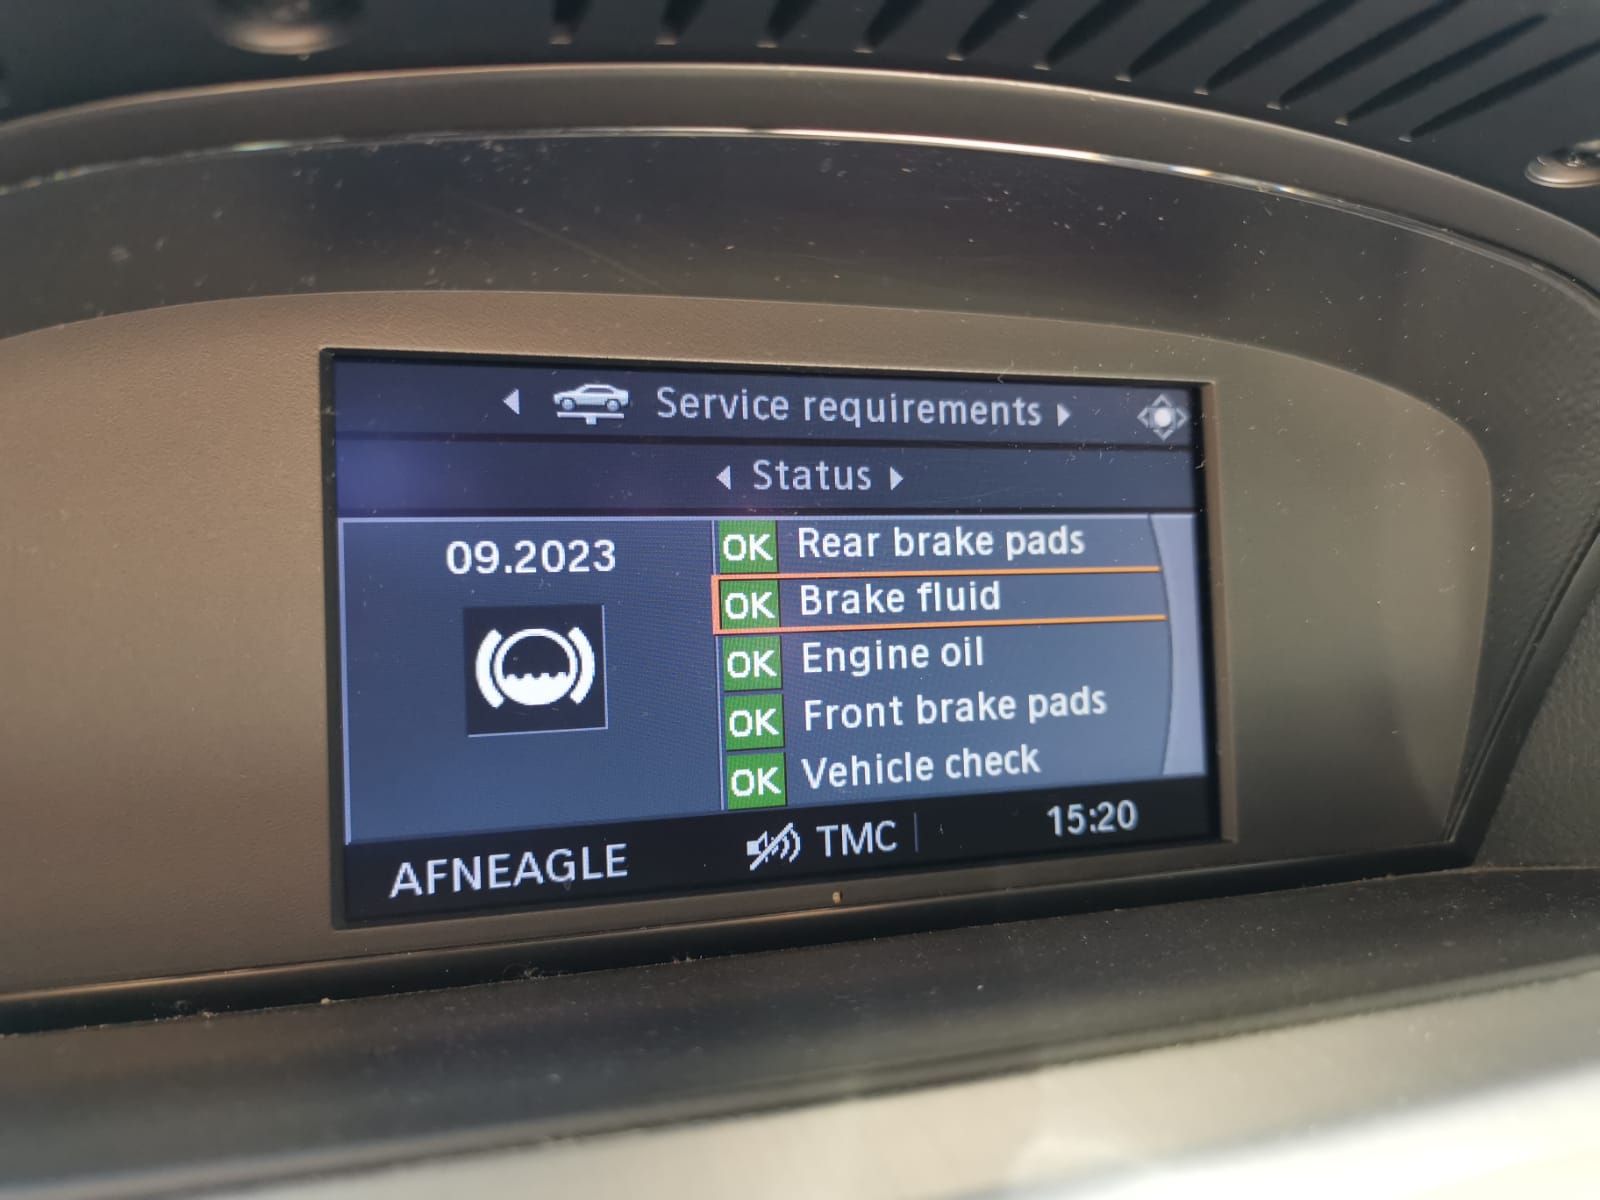 Service requirements
Status
09.2023
OK Rear brake pads
OK Brake fluid
OK Engine oil
OK Front brake pads
OK Vehicle check
AFNEAGLE TMC 15:20